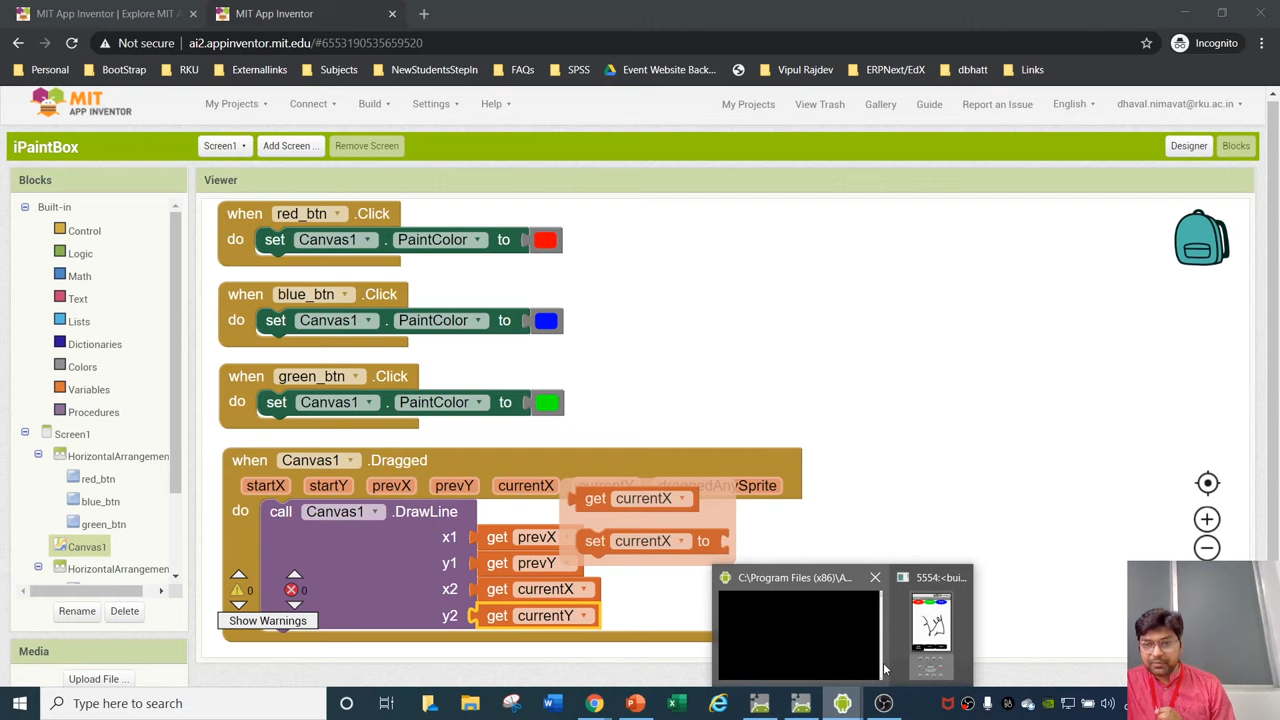 MIT App Inventor | Explore MIT A
MIT App Inventor
Not secure
ai2.appinventor.mit.edu/#6553190535659520
Incognito
Personal
BootStrap
RKU
Externallinks
Subjects
NewStudentsStepIn
FAQs
SPSS
Event Website Back...
Vipul Rajdev
ERPNext/EdX
dbhatt
Links
MIT
APP INVENTOR
My Projects
Connect
Build
Settings
Help
My Projects
View Trash
Gallery
Guide
Report an Issue
English
dhaval.nimavat@rku.ac.in
iPaintBox
Screen1
Add Screen ...
Remove Screen
Designer
Blocks
Blocks
Viewer
Built-in
Control
Logic
Math
Text
Lists
Dictionaries
Colors
Variables
Procedures
Screen1
HorizontalArrangemen
red_btn
blue_btn
green_btn
Canvas1
HorizontalArrangemen
Rename
Delete
Media
Upload File ...
when red_btn .Click
do set Canvas1 . PaintColor to
when blue_btn .Click
do set Canvas1 . PaintColor to
when green_btn .Click
do set Canvas1 . PaintColor to
when Canvas1 .Dragged
startX startY prevX prevY currentX currentY draggedAnySprite
do call Canvas1 .DrawLine
x1 get prevX
y1 get prevY
x2 get currentX
y2 get currentY
get currentX
set currentX to
0
0
Show Warnings
C:\Program Files (x86)\A...
5554:<bui...
Type here to search